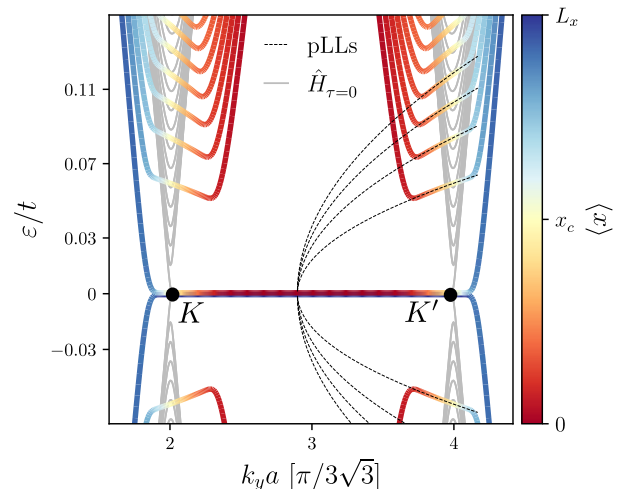 pLLs
Ĥτ=0
ε/t
0.11
0.07
0.03
0
−0.03
K
K′
2
3
4
k_y a [π/3√3]
L_x
x_c
0
⟨x⟩